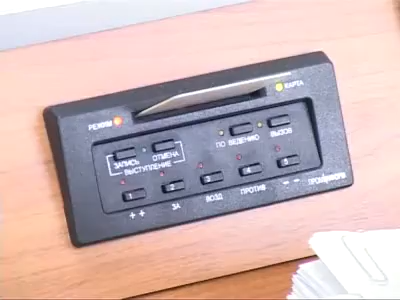 РЕЖИМ
КАРТА
ЗАПИСЬ ОТМЕНА
ВЫСТУПЛЕНИЕ
ПО ВЕДЕНИЮ ВЫЗОВ
1 2 3 4 5
+ + ЗА ВОЗД ПРОТИВ – –